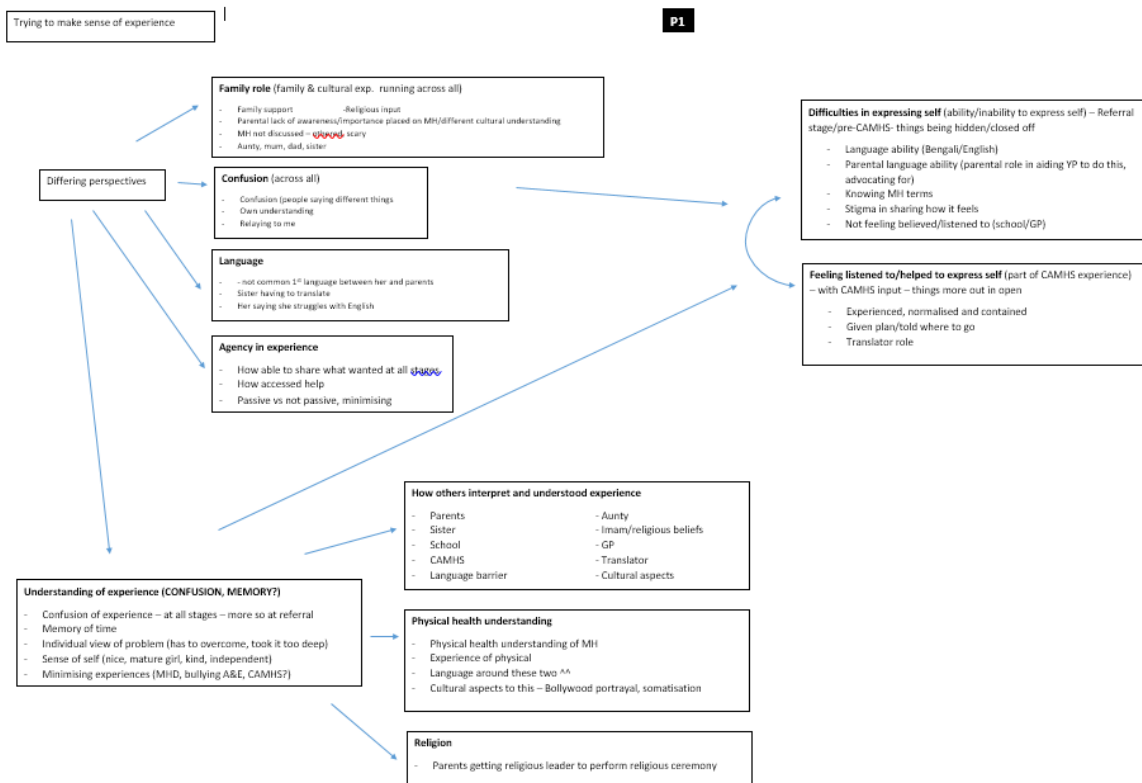 Trying to make sense of experience
P1
Family role (family & cultural exp. running across all)
- Family support -Religious input
- Parental lack of awareness/importance placed on MH/different cultural understanding
- MH not discussed – othered, scary
- Aunty, mum, dad, sister
Differing perspectives
Confusion (across all)
- Confusion (people saying different things
- Own understanding
- Relaying to me
Language
- - not common 1st language between her and parents
- Sister having to translate
- Her saying she struggles with English
Agency in experience
- How able to share what wanted at all stages
- How accessed help
- Passive vs not passive, minimising
Difficulties in expressing self (ability/inability to express self) – Referral
stage/pre-CAMHS- things being hidden/closed off
- Language ability (Bengali/English)
- Parental language ability (parental role in aiding YP to do this,
advocating for)
- Knowing MH terms
- Stigma in sharing how it feels
- Not feeling believed/listened to (school/GP)
Feeling listened to/helped to express self (part of CAMHS experience)
– with CAMHS input – things more out in open
- Experienced, normalised and contained
- Given plan/told where to go
- Translator role
How others interpret and understood experience
- Parents - Aunty
- Sister - Imam/religious beliefs
- School - GP
- CAMHS - Translator
- Language barrier - Cultural aspects
Understanding of experience (CONFUSION, MEMORY?)
- Confusion of experience – at all stages – more so at referral
- Memory of time
- Individual view of problem (has to overcome, took it too deep)
- Sense of self (nice, mature girl, kind, independent)
- Minimising experiences (MHD, bullying A&E, CAMHS?)
Physical health understanding
- Physical health understanding of MH
- Experience of physical
- Language around these two ^^
- Cultural aspects to this – Bollywood portrayal, somatisation
Religion
- Parents getting religious leader to perform religious ceremony